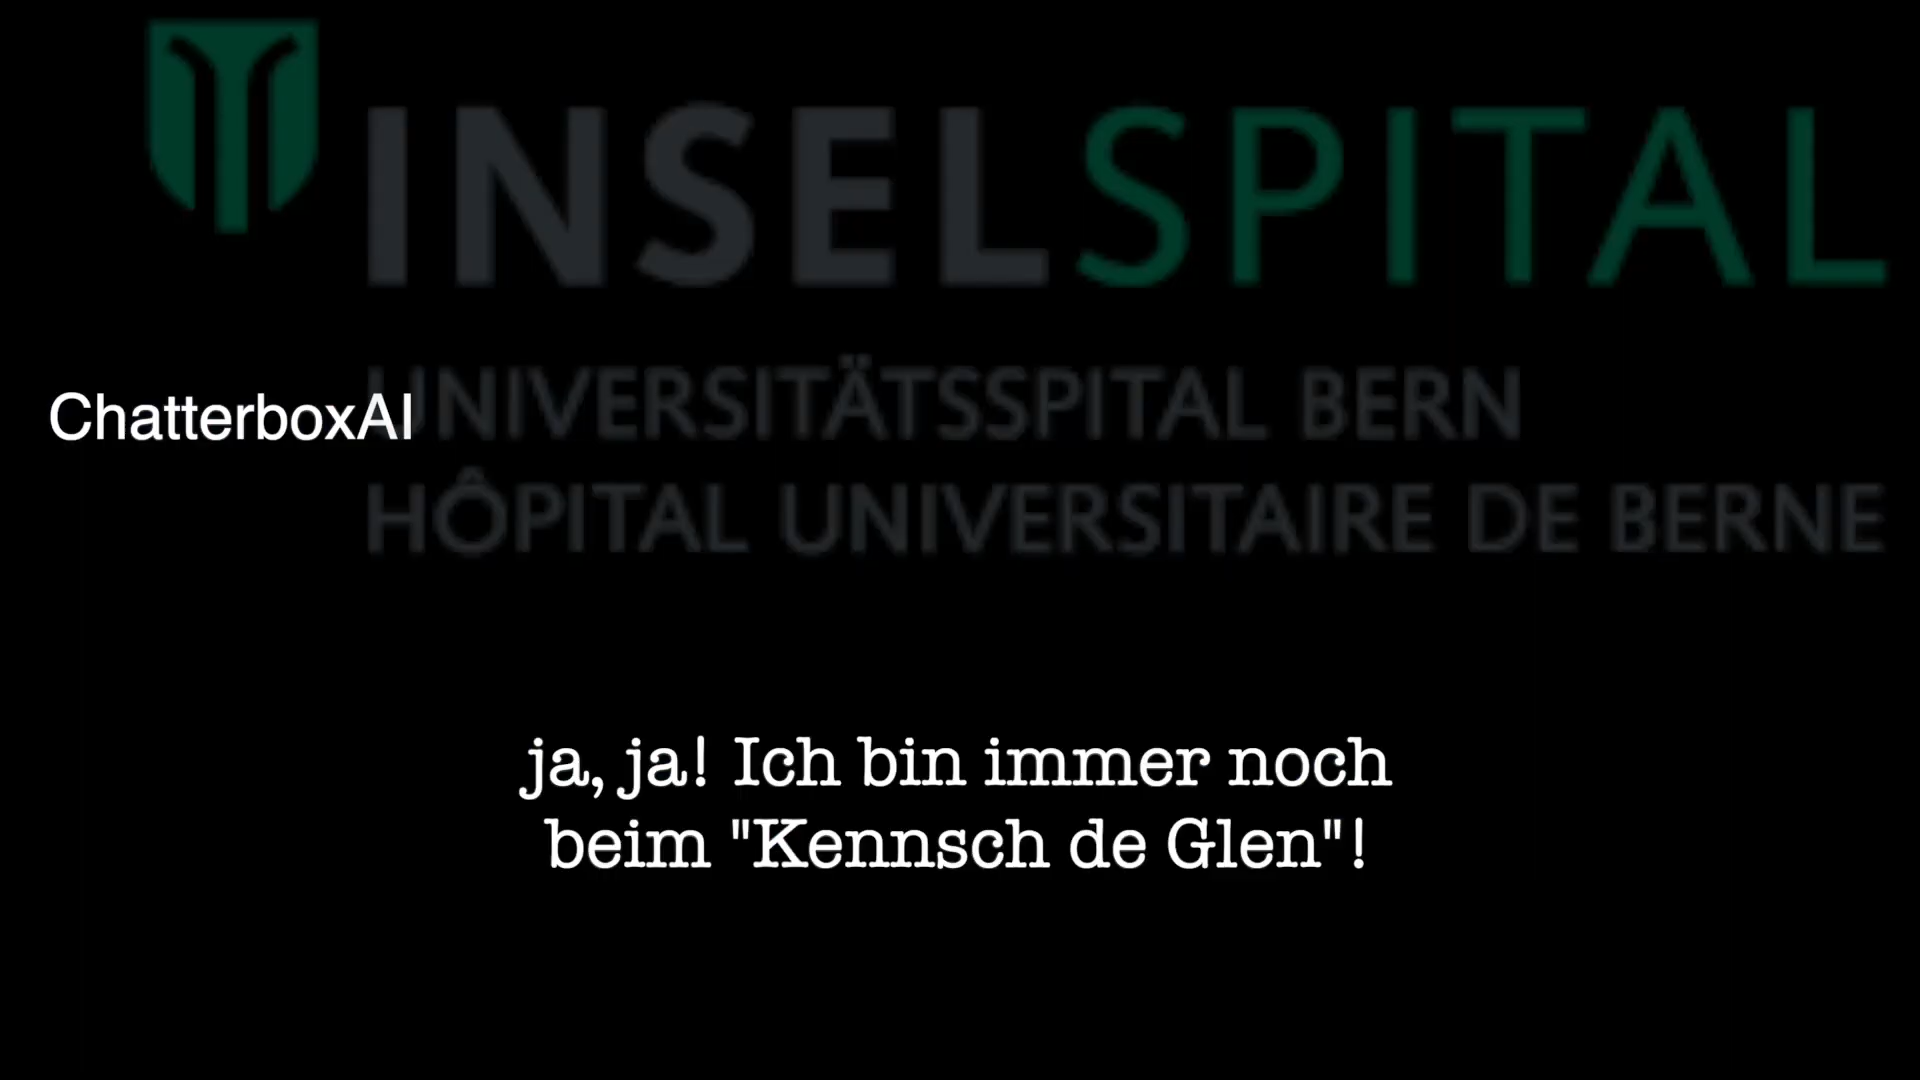 INSELSPITAL
UNIVERSITÄTSSPITAL BERN
ChatterboxAI
HÔPITAL UNIVERSITAIRE DE BERNE
ja, ja! Ich bin immer noch
beim "Kennsch de Glen"!